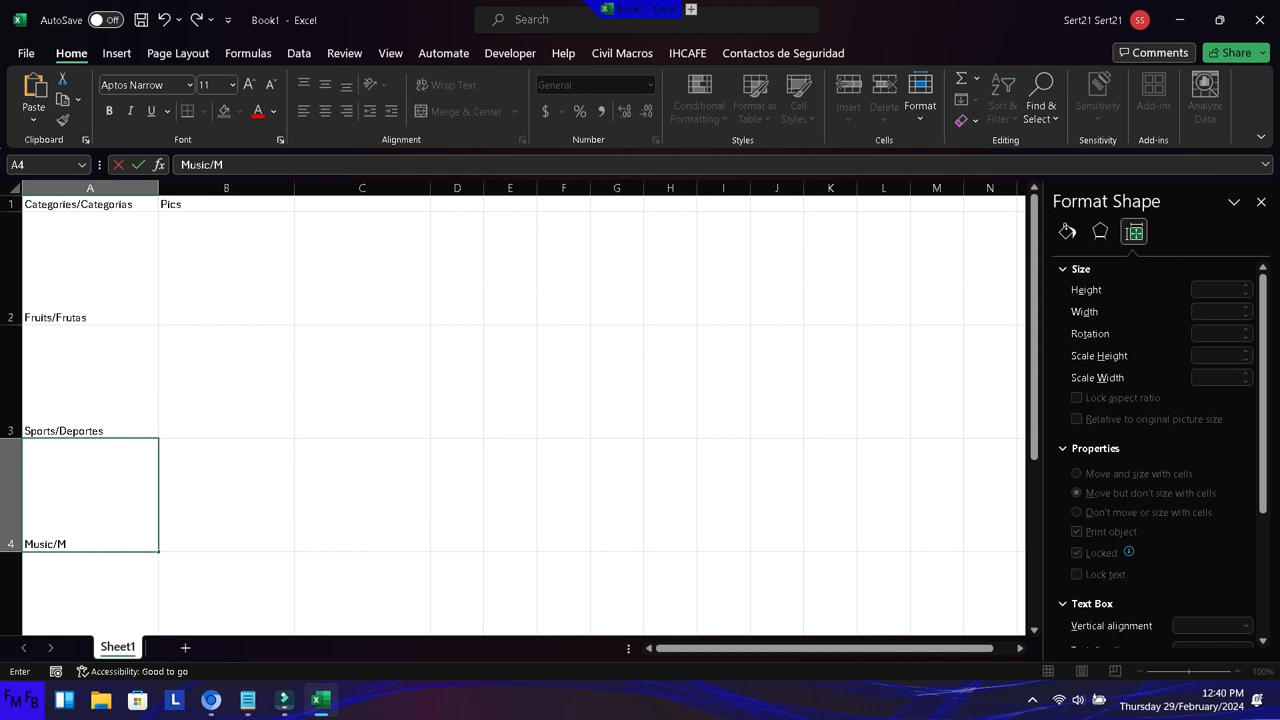 AutoSave Off Book1 - Excel Search Book1 - Excel Sert21 Sert21 SS
File Home Insert Page Layout Formulas Data Review View Automate Developer Help Civil Macros IHCAFE Contactos de Seguridad Comments Share
Paste Aptos Narrow 11 Wrap Text General Conditional Formatting Format as Table Cell Styles Insert Delete Format Sort & Filter Find & Select Sensitivity Add-ins Analyze Data
Merge & Center
Clipboard Font Alignment Number Styles Cells Editing Sensitivity Add-ins
A4 fx Music/M
A B C D E F G H I J K L M N
1 Categories/Categorias Pics
2 Fruits/Frutas
3 Sports/Deportes
4 Music/M
Format Shape
Size
Height
Width
Rotation
Scale Height
Scale Width
Lock aspect ratio
Relative to original picture size
Properties
Move and size with cells
Move but don't size with cells
Don't move or size with cells
Print object
Locked
Lock text
Text Box
Vertical alignment
Sheet1
Enter Accessibility: Good to go 100%
FM FB L 12:40 PM
Thursday 29/February/2024